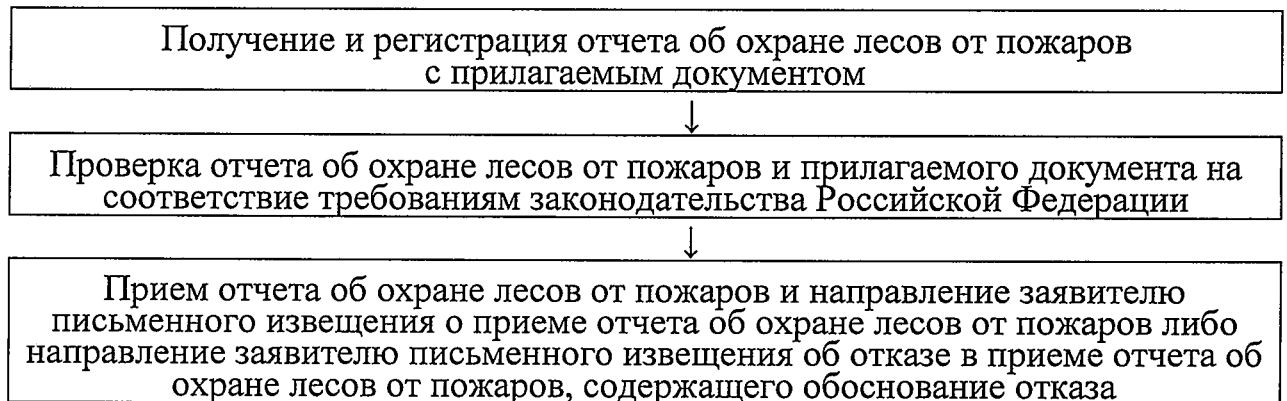 Получение и регистрация отчета об охране лесов от пожаров
с прилагаемым документом
↓
Проверка отчета об охране лесов от пожаров и прилагаемого документа на
соответствие требованиям законодательства Российской Федерации
↓
Прием отчета об охране лесов от пожаров и направление заявителю
письменного извещения о приеме отчета об охране лесов от пожаров либо
направление заявителю письменного извещения об отказе в приеме отчета об
охране лесов от пожаров, содержащего обоснование отказа